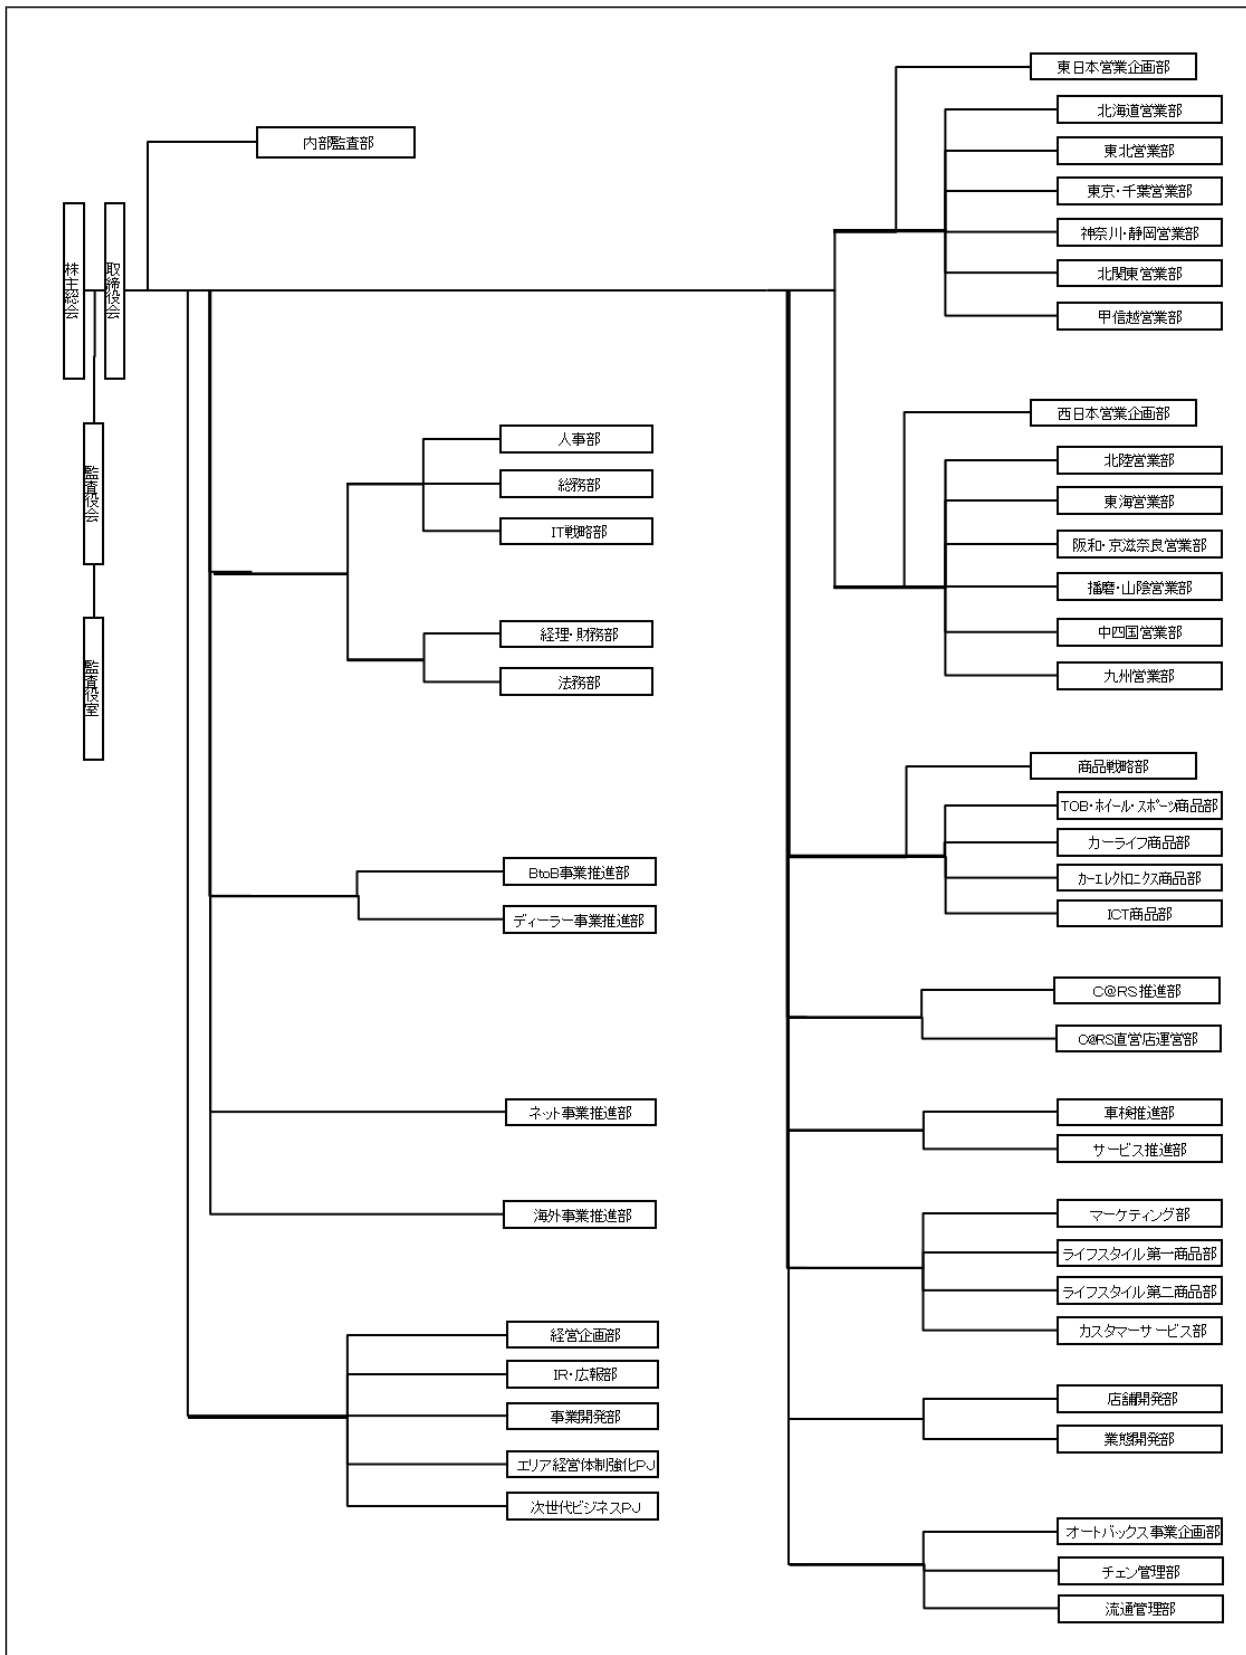 株主総会
取締役会
監査役会
監査役室
内部監査部
人事部
総務部
IT戦略部
経理・財務部
法務部
BtoB事業推進部
ディーラー事業推進部
ネット事業推進部
海外事業推進部
経営企画部
IR・広報部
事業開発部
エリア経営体制強化PJ
次世代ビジネスPJ
東日本営業企画部
北海道営業部
東北営業部
東京・千葉営業部
神奈川・静岡営業部
北関東営業部
甲信越営業部
西日本営業企画部
北陸営業部
東海営業部
阪和・京滋奈良営業部
播磨・山陰営業部
中四国営業部
九州営業部
商品戦略部
TOB・ホイール・スポーツ商品部
カーライフ商品部
カーエレクトロニクス商品部
ICT商品部
C@RS推進部
C@RS直営店運営部
車検推進部
サービス推進部
マーケティング部
ライフスタイル第一商品部
ライフスタイル第二商品部
カスタマーサービス部
店舗開発部
業態開発部
オートバックス事業企画部
チェン管理部
流通管理部